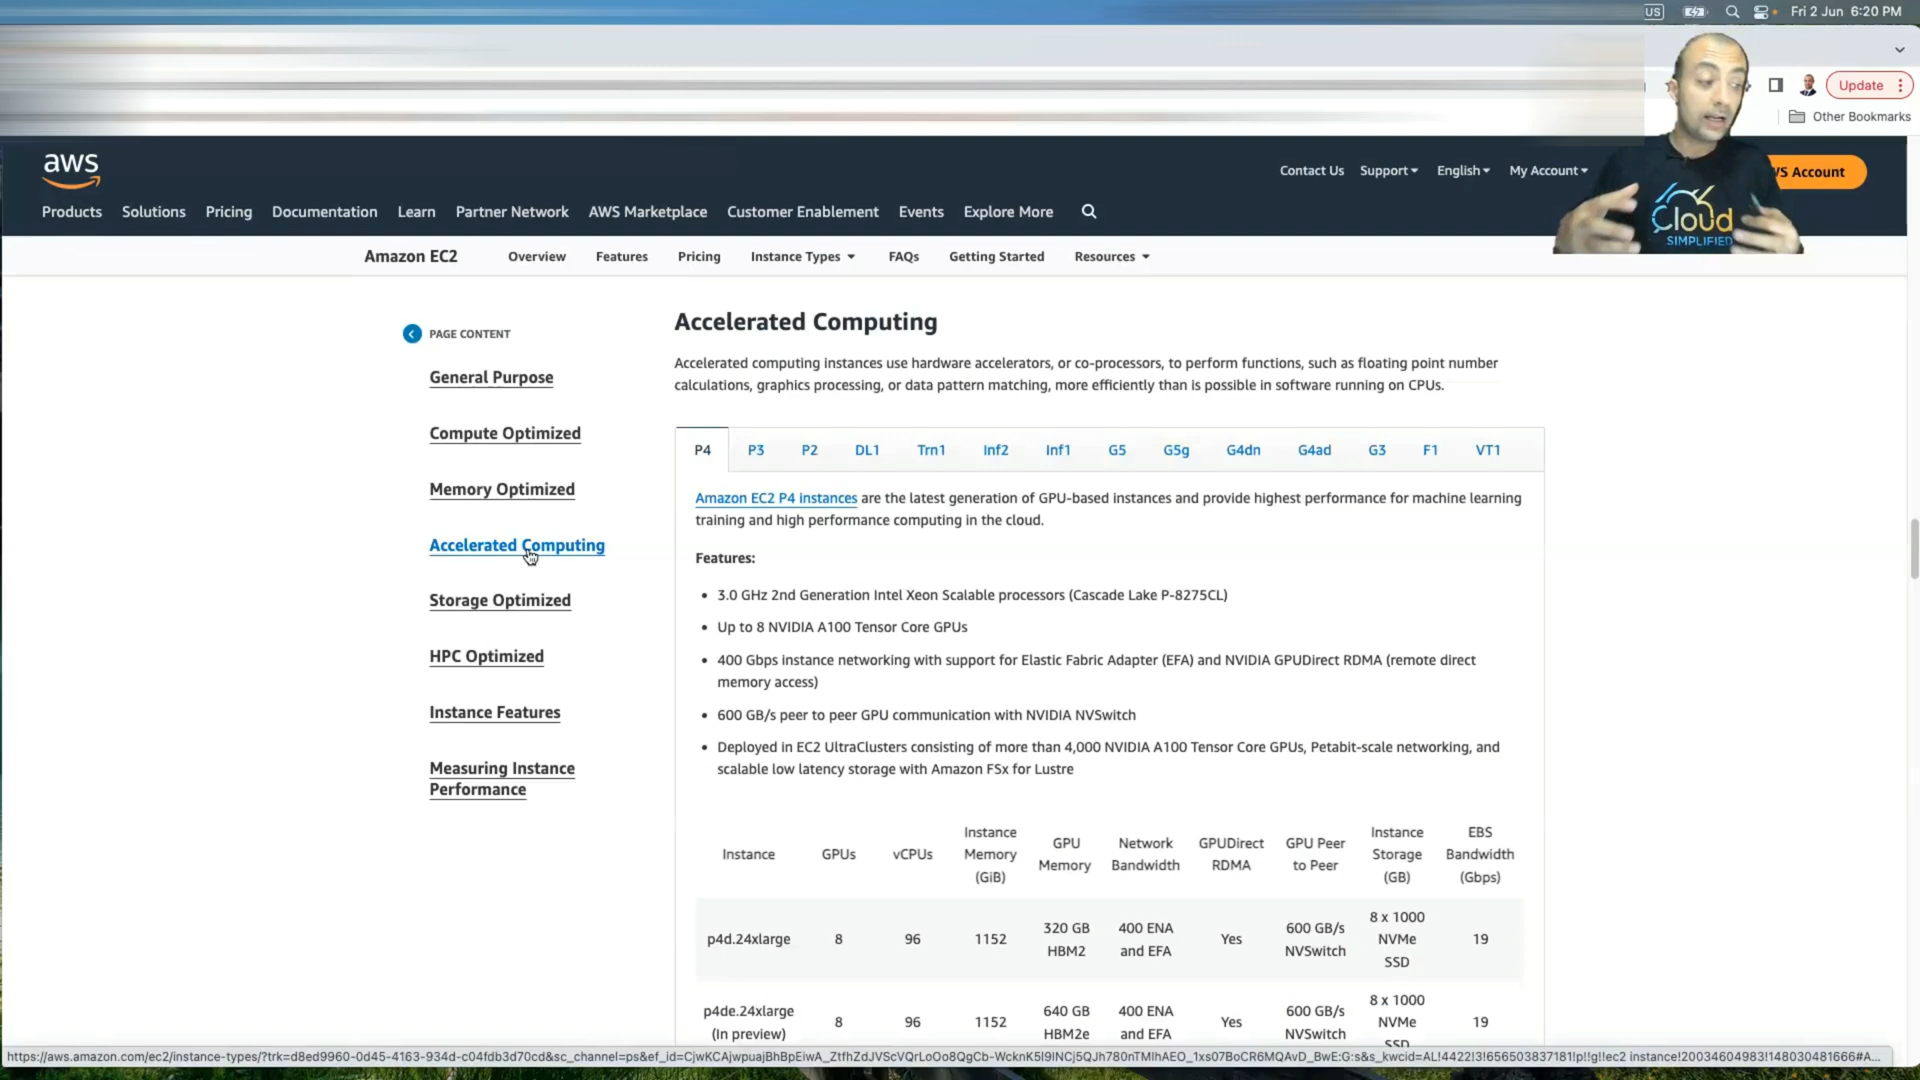 US Fri 2 Jun 6:20 PM
Update
Other Bookmarks
aws
Contact Us Support English My Account
S Account
Products Solutions Pricing Documentation Learn Partner Network AWS Marketplace Customer Enablement Events Explore More
Cloud
SIMPLIFIED
Amazon EC2 Overview Features Pricing Instance Types FAQs Getting Started Resources
PAGE CONTENT
General Purpose
Compute Optimized
Memory Optimized
Accelerated Computing
Storage Optimized
HPC Optimized
Instance Features
Measuring Instance
Performance
Accelerated Computing
Accelerated computing instances use hardware accelerators, or co-processors, to perform functions, such as floating point number
calculations, graphics processing, or data pattern matching, more efficiently than is possible in software running on CPUs.
P4 P3 P2 DL1 Trn1 Inf2 Inf1 G5 G5g G4dn G4ad G3 F1 VT1
Amazon EC2 P4 instances are the latest generation of GPU-based instances and provide highest performance for machine learning
training and high performance computing in the cloud.
Features:
• 3.0 GHz 2nd Generation Intel Xeon Scalable processors (Cascade Lake P-8275CL)
• Up to 8 NVIDIA A100 Tensor Core GPUs
• 400 Gbps instance networking with support for Elastic Fabric Adapter (EFA) and NVIDIA GPUDirect RDMA (remote direct
memory access)
• 600 GB/s peer to peer GPU communication with NVIDIA NVSwitch
• Deployed in EC2 UltraClusters consisting of more than 4,000 NVIDIA A100 Tensor Core GPUs, Petabit-scale networking, and
scalable low latency storage with Amazon FSx for Lustre
Instance GPUs vCPUs Instance Memory (GiB) GPU Memory Network Bandwidth GPUDirect RDMA GPU Peer to Peer Instance Storage (GB) EBS Bandwidth (Gbps)
p4d.24xlarge 8 96 1152 320 GB HBM2 400 ENA and EFA Yes 600 GB/s NVSwitch 8 x 1000 NVMe SSD 19
p4de.24xlarge (In preview) 8 96 1152 640 GB HBM2e 400 ENA and EFA Yes 600 GB/s NVSwitch 8 x 1000 NVMe SSD 19